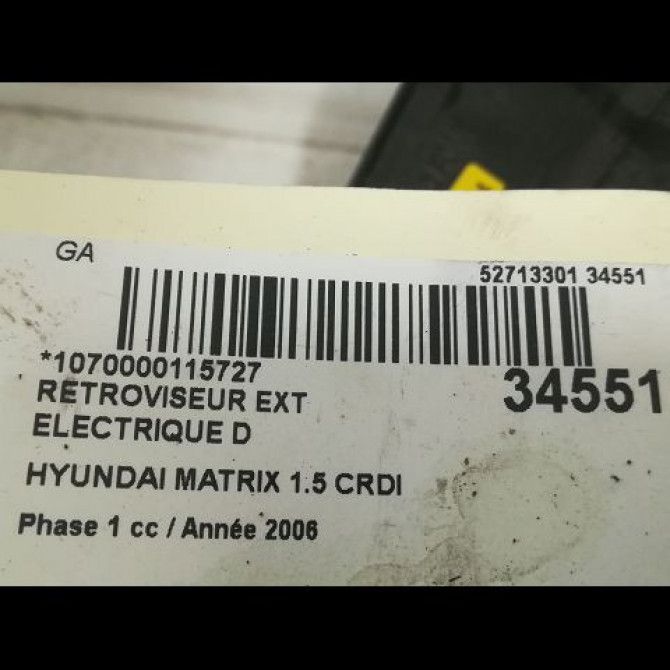 GA
52713301 34551
*1070000115727
34551
RETROVISEUR EXT
ELECTRIQUE D
HYUNDAI MATRIX 1.5 CRDI
Phase 1 cc / Année 2006